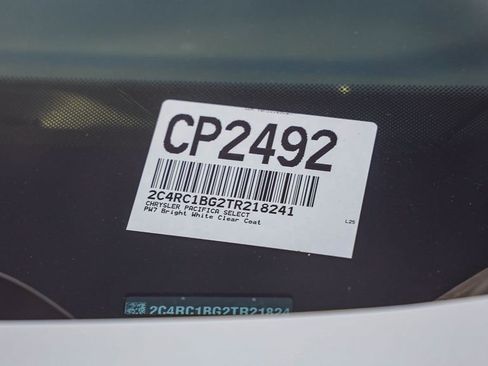 CP2492
2C4RC1BG2TR218241
CHRYSLER PACIFICA SELECT
PW7 Bright White Clear Coat
L25
2C4RC1BG2TR21824